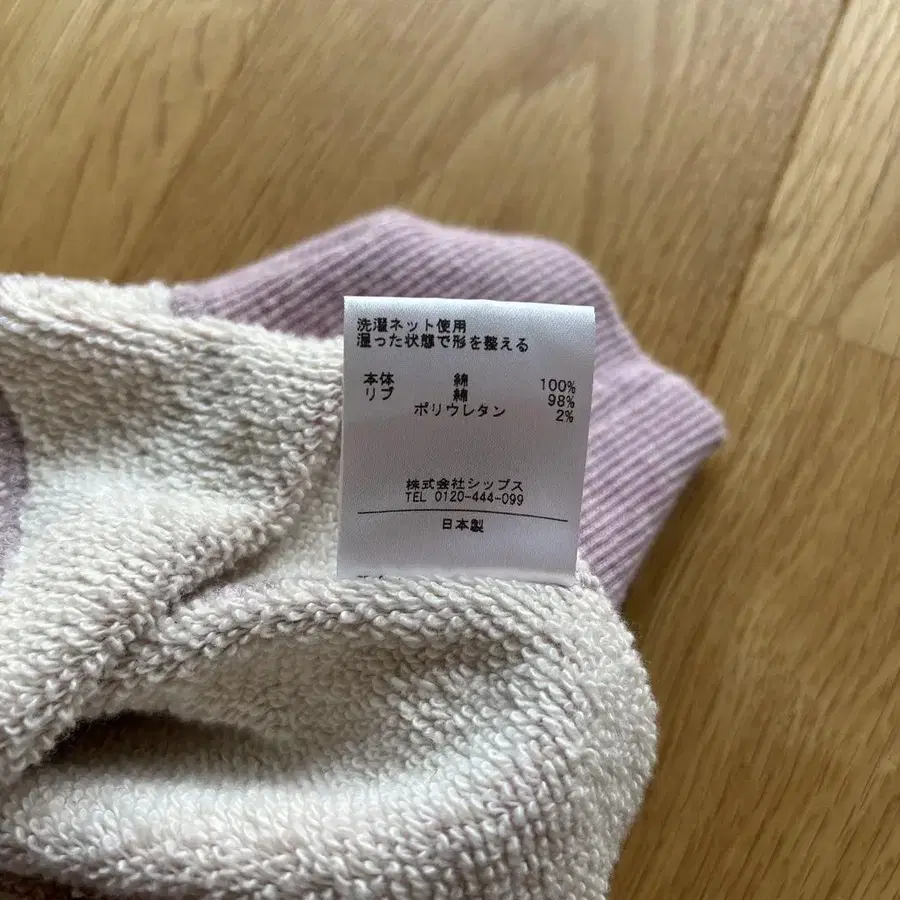 洗濯ネット使用
湿った状態で形を整える
本体 綿 100%
リブ 綿 98%
ポリウレタン 2%
株式会社シップス
TEL 0120-444-099
日本製